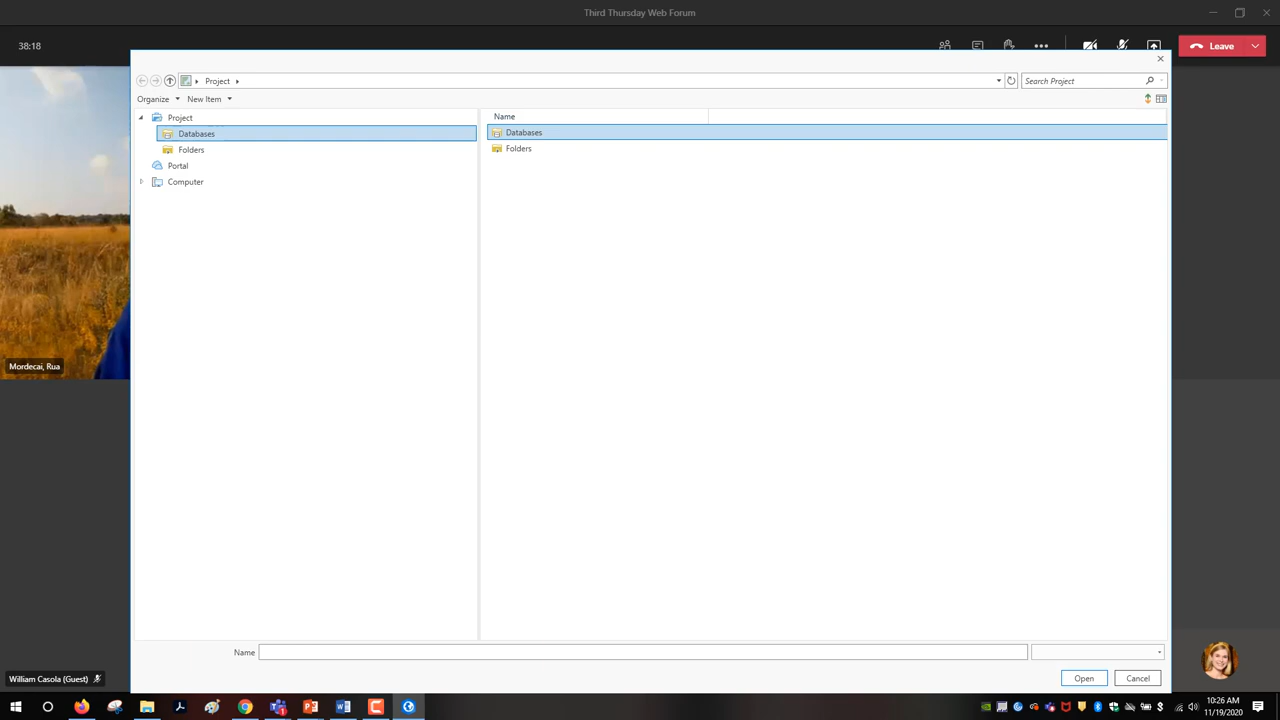 Third Thursday Web Forum
38:18
Leave
Project
Search Project
Organize
New Item
Project
Databases
Folders
Portal
Computer
Name
Databases
Folders
Mordecai, Rua
William Casola (Guest)
Name
Open
Cancel
10:26 AM
11/19/2020